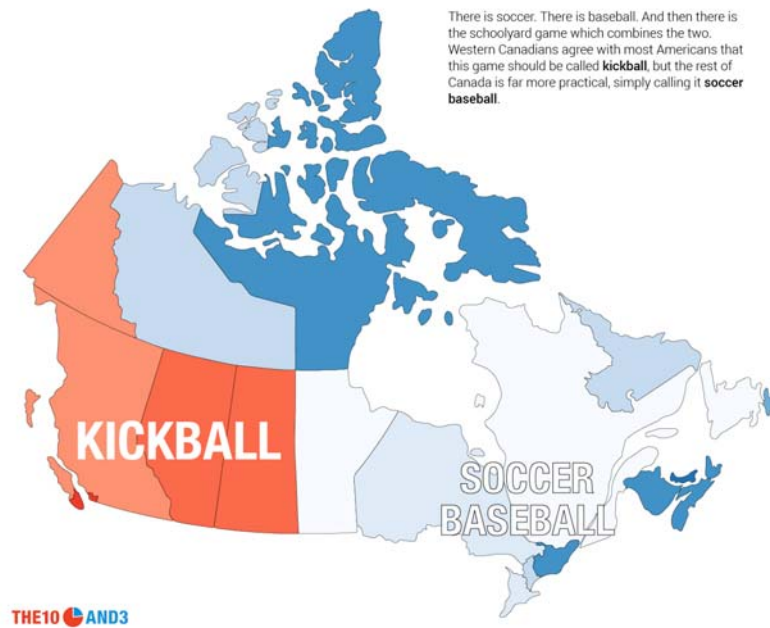 There is soccer. There is baseball. And then there is
the schoolyard game which combines the two.
Western Canadians agree with most Americans that
this game should be called kickball, but the rest of
Canada is far more practical, simply calling it soccer
baseball.
KICKBALL
SOCCER
BASEBALL
THE10 AND3